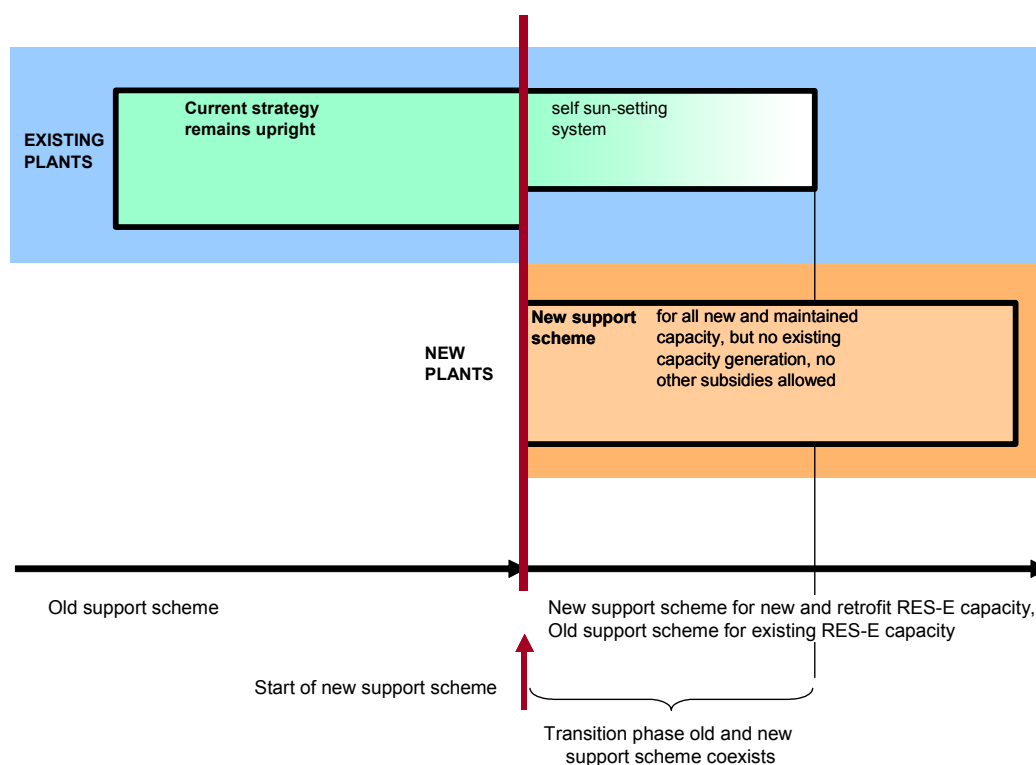 Current strategy
remains upright
self sun-setting
system
EXISTING
PLANTS
New support
scheme
for all new and maintained
capacity, but no existing
capacity generation, no
other subsidies allowed
NEW
PLANTS
Old support scheme
New support scheme for new and retrofit RES-E capacity,
Old support scheme for existing RES-E capacity
Start of new support scheme
Transition phase old and new
support scheme coexists